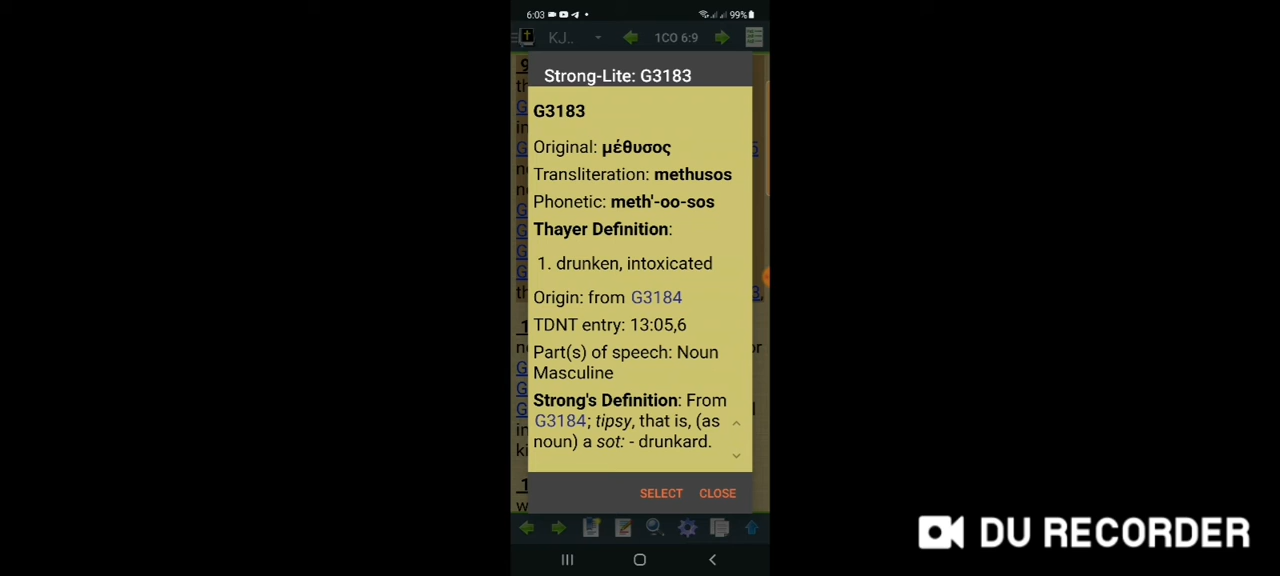 6:03 99%
KJ.. 1CO 6:9
Strong-Lite: G3183
G3183
Original: μέθυσος
Transliteration: methusos
Phonetic: meth'-oo-sos
Thayer Definition:
1. drunken, intoxicated
Origin: from G3184
TDNT entry: 13:05,6
Part(s) of speech: Noun
Masculine
Strong's Definition: From
G3184; tipsy, that is, (as
noun) a sot: - drunkard.
SELECT CLOSE
DU RECORDER